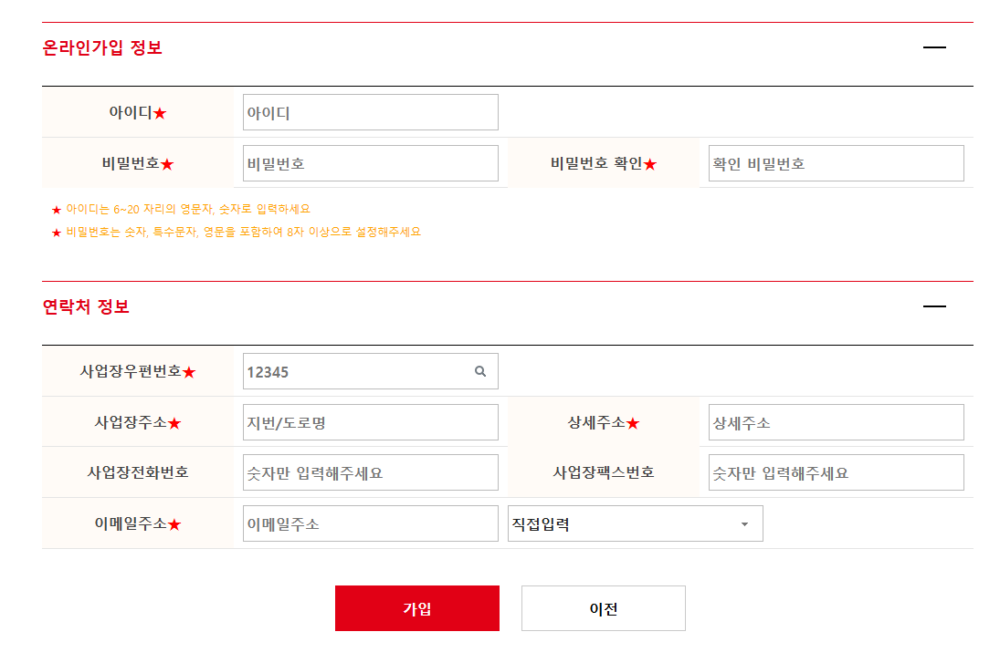 온라인가입 정보
아이디★ 아이디
비밀번호★ 비밀번호 비밀번호 확인★ 확인 비밀번호
★ 아이디는 6~20 자리의 영문자, 숫자로 입력하세요
★ 비밀번호는 숫자, 특수문자, 영문을 포함하여 8자 이상으로 설정해주세요
연락처 정보
사업장우편번호★ 12345
사업장주소★ 지번/도로명 상세주소★ 상세주소
사업장전화번호 숫자만 입력해주세요 사업장팩스번호 숫자만 입력해주세요
이메일주소★ 이메일주소 직접입력
가입 이전